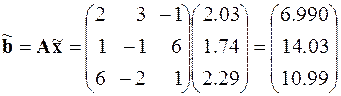 b̃ = Ax̃ = ( 2 3 −1 ; 1 −1 6 ; 6 −2 1 ) ( 2.03 ; 1.74 ; 2.29 ) = ( 6.990 ; 14.03 ; 10.99 )